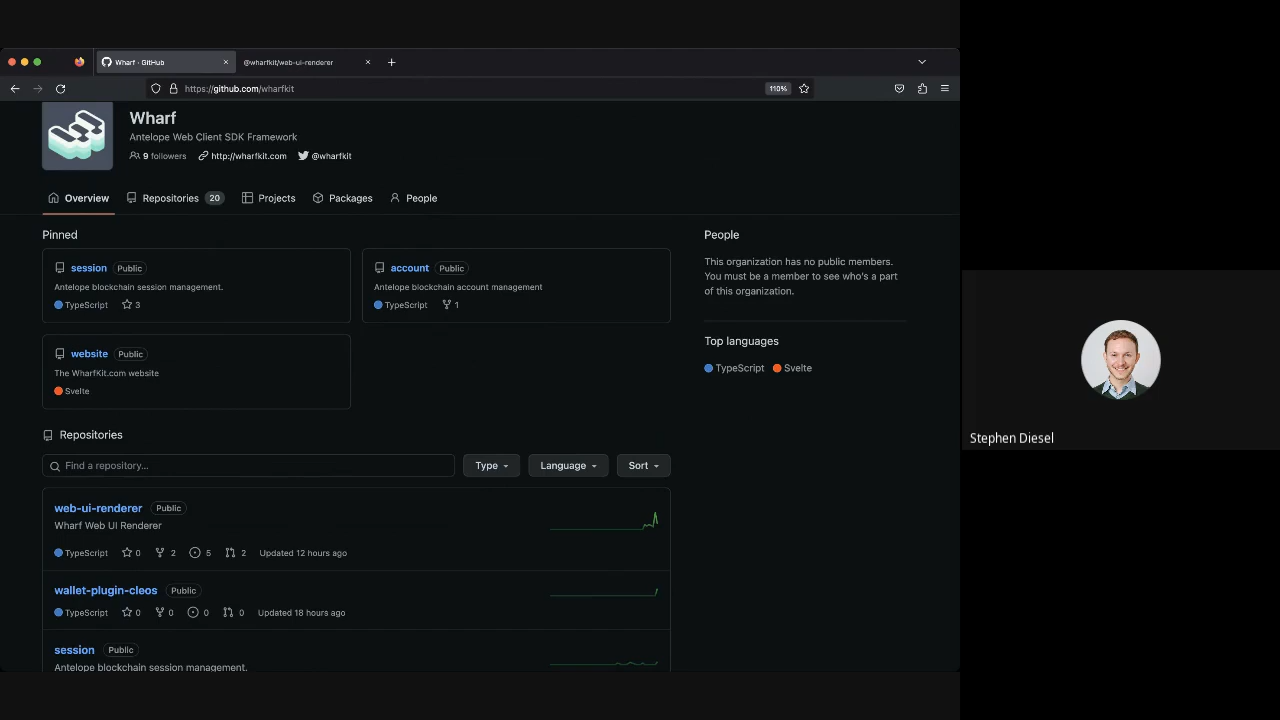 Wharf · GitHub
@wharfkit/web-ui-renderer
https://github.com/wharfkit
110%
Wharf
Antelope Web Client SDK Framework
9 followers http://wharfkit.com @wharfkit
Overview Repositories 20 Projects Packages People
Pinned
session Public
Antelope blockchain session management.
TypeScript 3
account Public
Antelope blockchain account management
TypeScript 1
website Public
The WharfKit.com website
Svelte
People
This organization has no public members.
You must be a member to see who's a part
of this organization.
Top languages
TypeScript Svelte
Repositories
Find a repository... Type Language Sort
web-ui-renderer Public
Wharf Web UI Renderer
TypeScript 0 2 5 2 Updated 12 hours ago
wallet-plugin-cleos Public
TypeScript 0 0 0 0 Updated 18 hours ago
session Public
Antelope blockchain session management.
Stephen Diesel